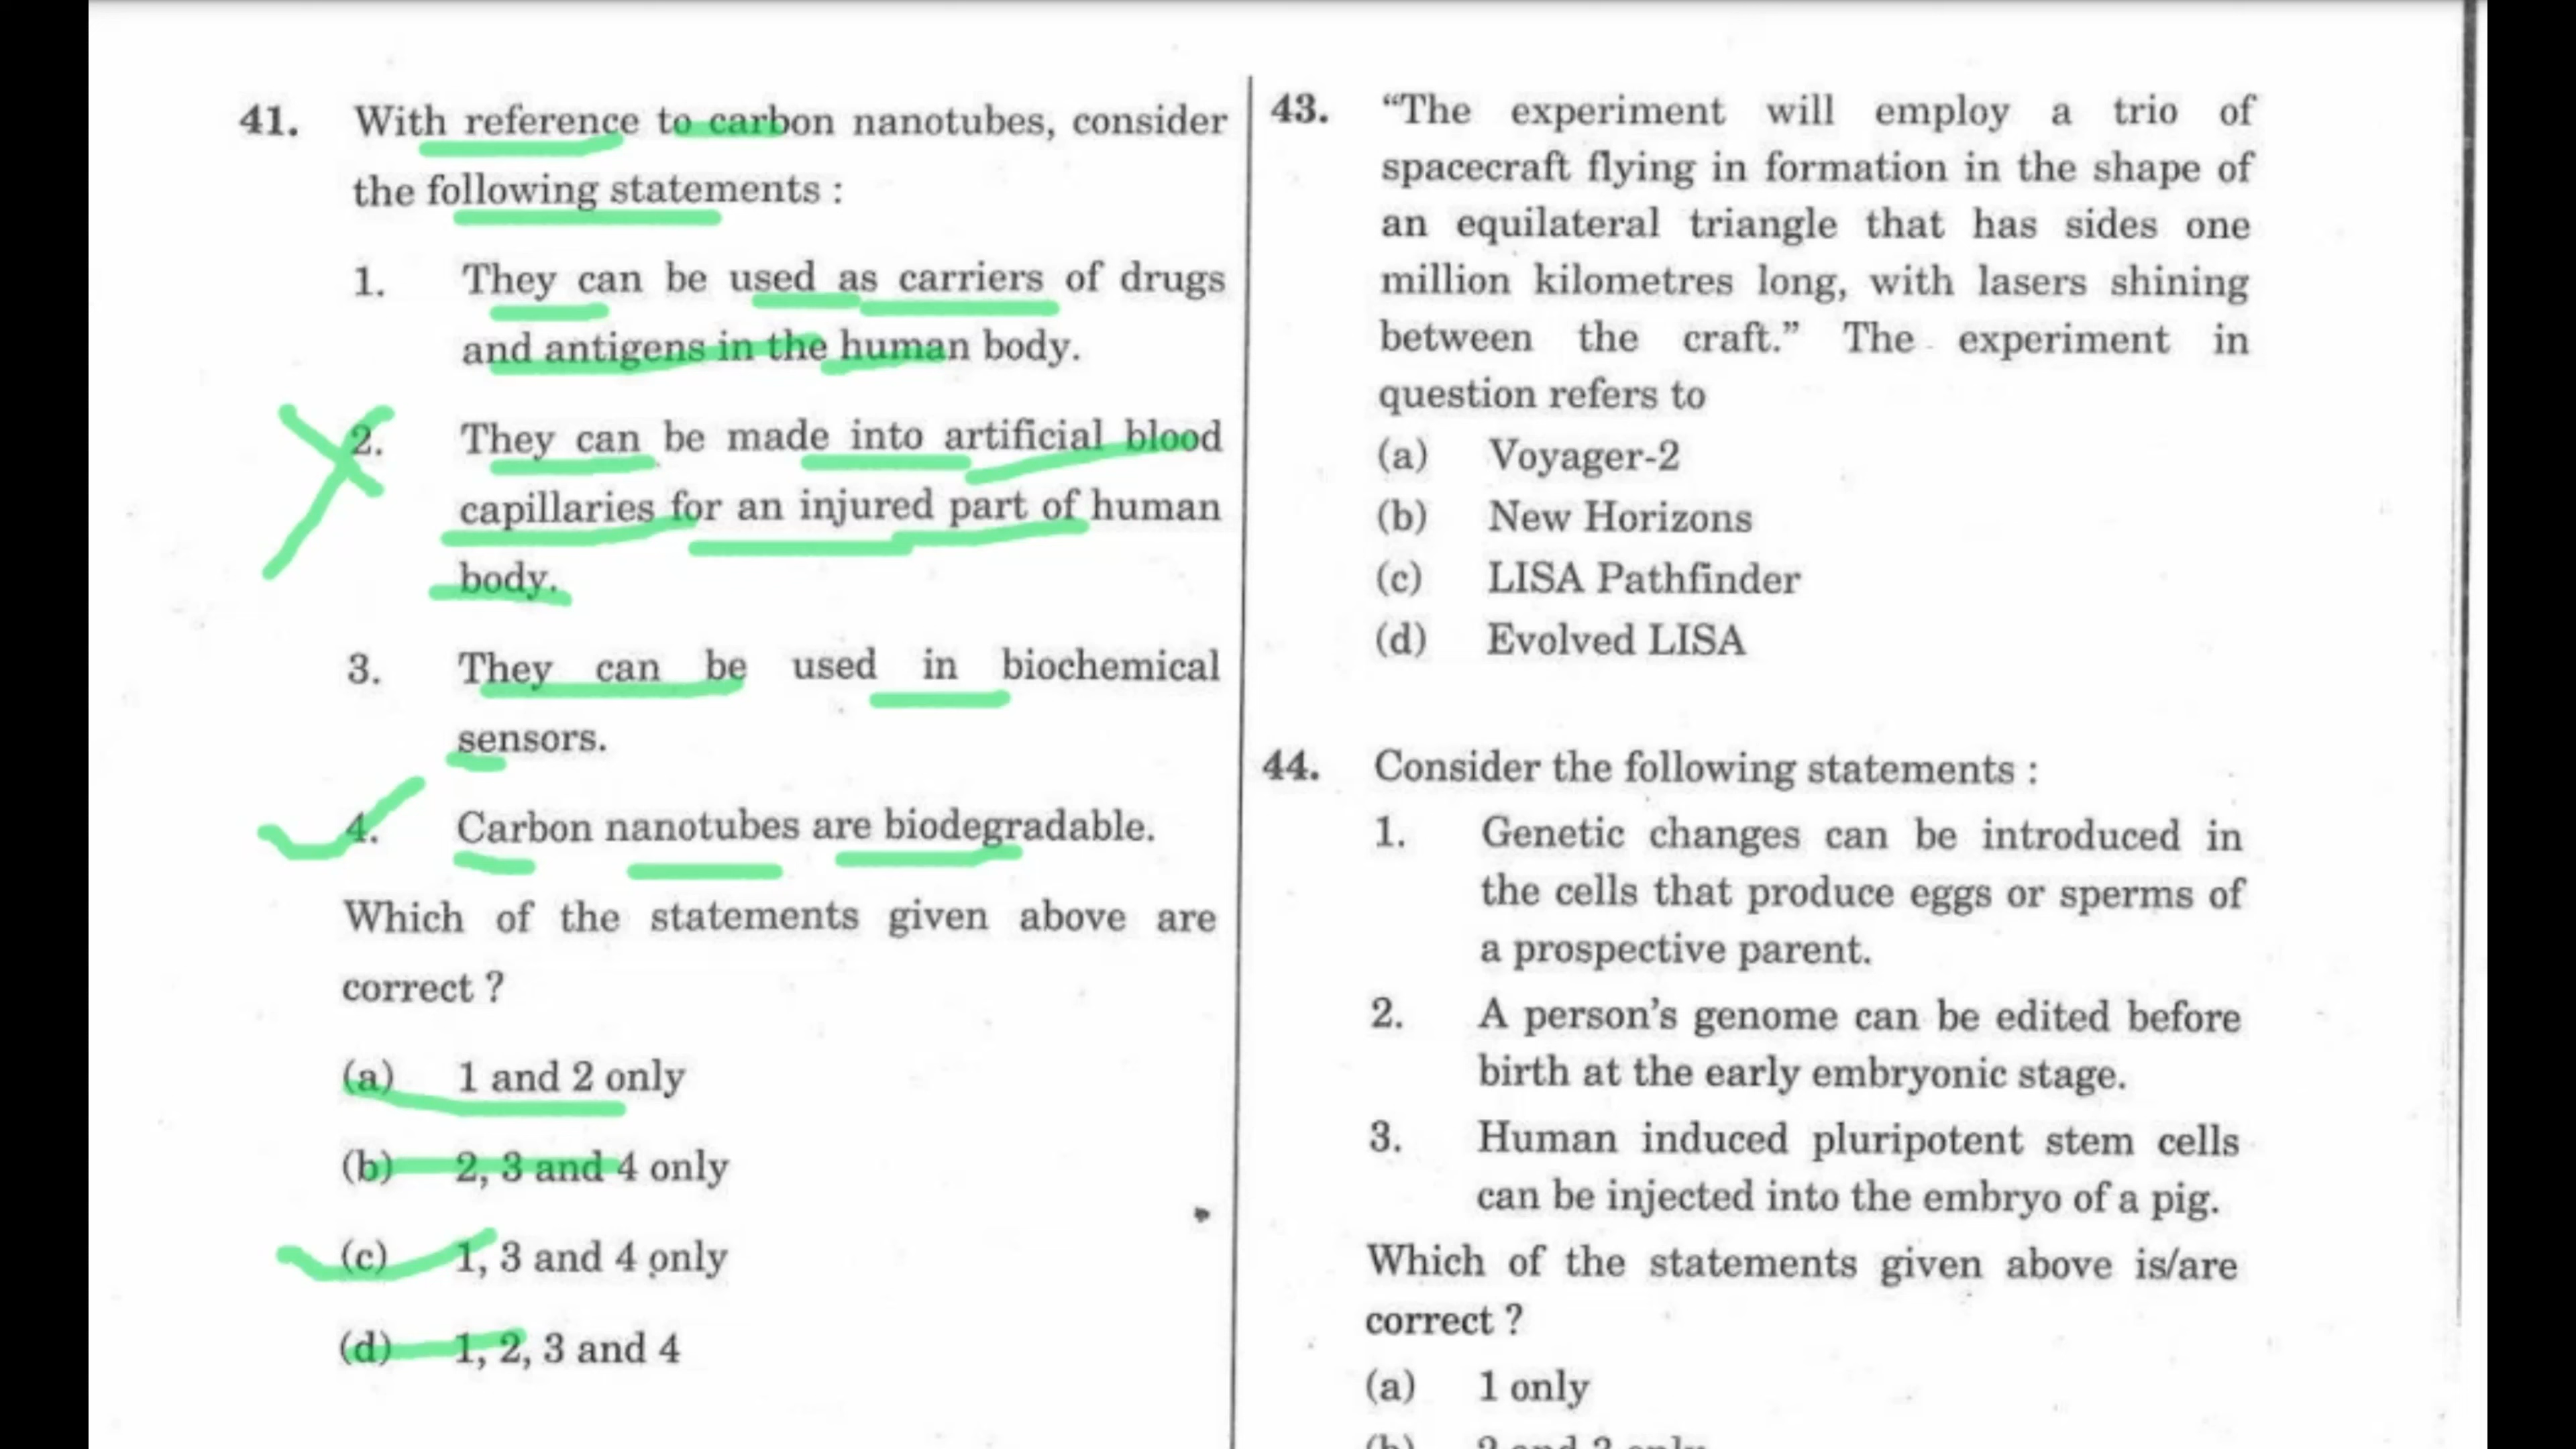 41. With reference to carbon nanotubes, consider
the following statements :
1. They can be used as carriers of drugs
and antigens in the human body.
2. They can be made into artificial blood
capillaries for an injured part of human
body.
3. They can be used in biochemical
sensors.
4. Carbon nanotubes are biodegradable.
Which of the statements given above are
correct ?
(a) 1 and 2 only
(b) 2, 3 and 4 only
(c) 1, 3 and 4 only
(d) 1, 2, 3 and 4
43. “The experiment will employ a trio of
spacecraft flying in formation in the shape of
an equilateral triangle that has sides one
million kilometres long, with lasers shining
between the craft.” The experiment in
question refers to
(a) Voyager-2
(b) New Horizons
(c) LISA Pathfinder
(d) Evolved LISA
44. Consider the following statements :
1. Genetic changes can be introduced in
the cells that produce eggs or sperms of
a prospective parent.
2. A person’s genome can be edited before
birth at the early embryonic stage.
3. Human induced pluripotent stem cells
can be injected into the embryo of a pig.
Which of the statements given above is/are
correct ?
(a) 1 only